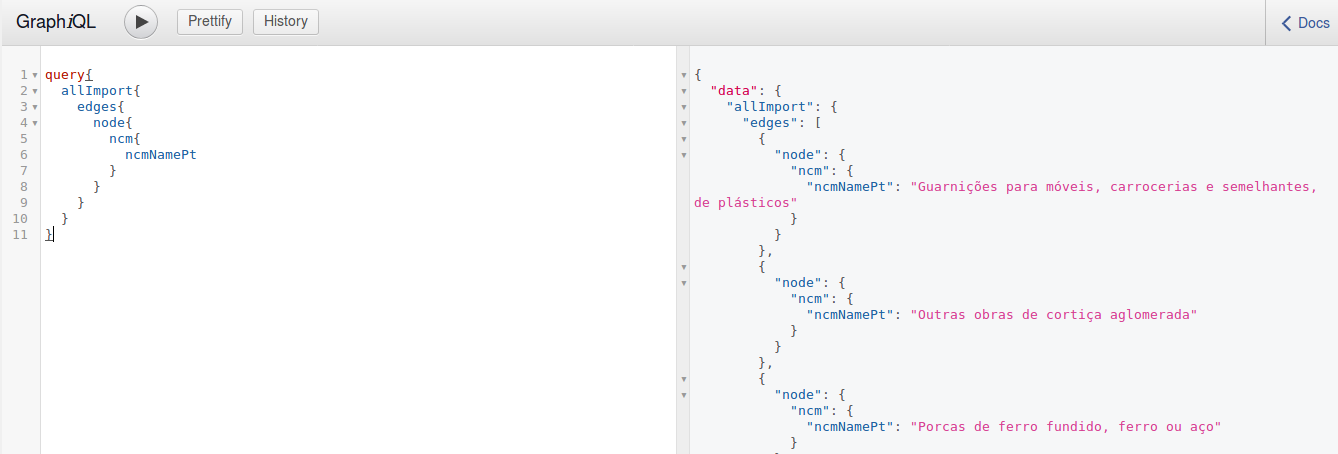 GraphiQL
Prettify
History
Docs
1 query{
2 allImport{
3 edges{
4 node{
5 ncm{
6 ncmNamePt
7 }
8 }
9 }
10 }
11 }
{
"data": {
"allImport": {
"edges": [
{
"node": {
"ncm": {
"ncmNamePt": "Guarnições para móveis, carrocerias e semelhantes,
de plásticos"
}
}
},
{
"node": {
"ncm": {
"ncmNamePt": "Outras obras de cortiça aglomerada"
}
}
},
{
"node": {
"ncm": {
"ncmNamePt": "Porcas de ferro fundido, ferro ou aço"
}